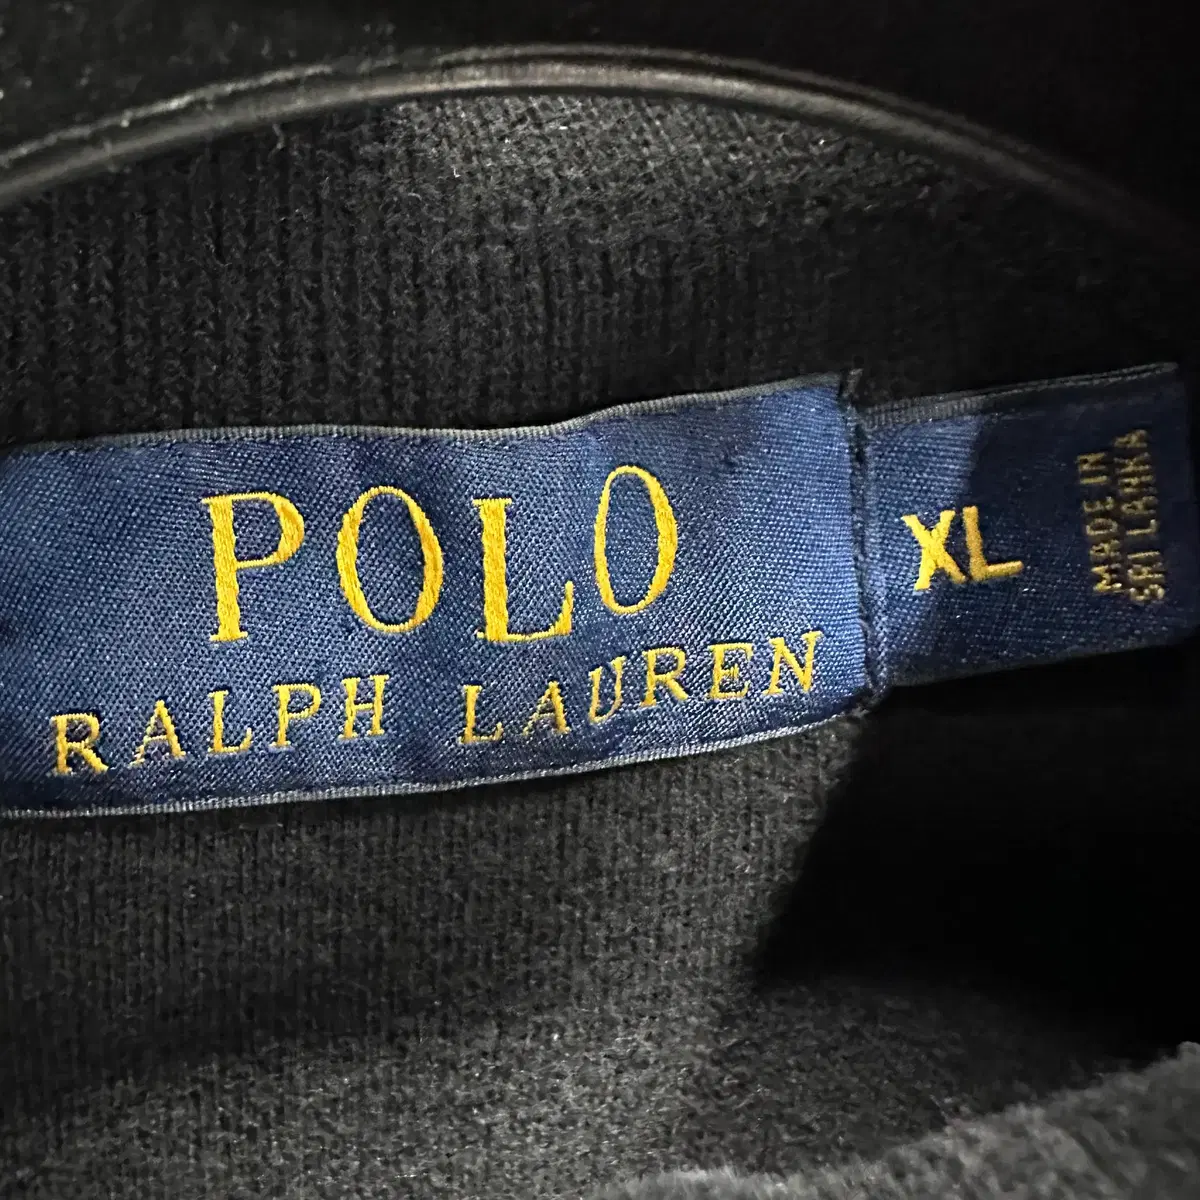 POLO
RALPH LAUREN
XL
MADE IN
SRI LANKA